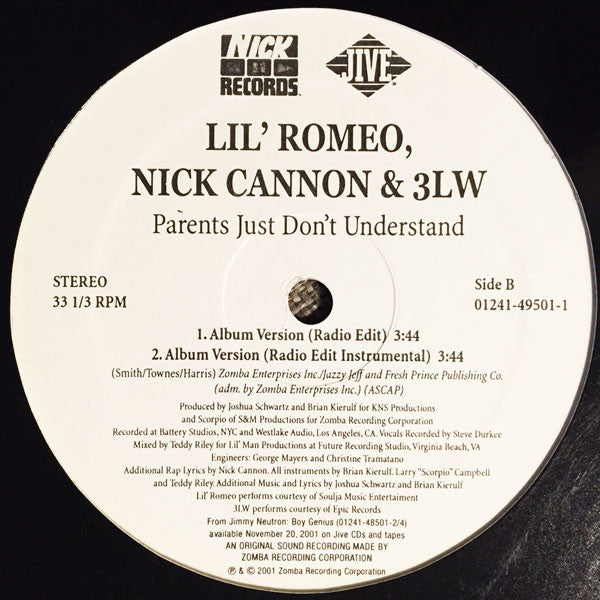 NICK
RECORDS
JIVE
LIL' ROMEO,
NICK CANNON & 3LW
Parents Just Don't Understand
STEREO
33 1/3 RPM
Side B
01241-49501-1
1. Album Version (Radio Edit) 3:44
2. Album Version (Radio Edit Instrumental) 3:44
(Smith/Townes/Harris) Zomba Enterprises Inc./Jazzy Jeff and Fresh Prince Publishing Co.
(adm. by Zomba Enterprises Inc.) (ASCAP)
Produced by Joshua Schwartz and Brian Kierulf for KNS Productions
and Scorpio of S&M Productions for Zomba Recording Corporation
Recorded at Battery Studios, NYC and Westlake Audio, Los Angeles, CA. Vocals Recorded by Steve Durkee
Mixed by Teddy Riley for Lil' Man Productions at Future Recording Studio, Virginia Beach, VA
Engineers: George Mayers and Christine Tramatano
Additional Rap Lyrics by Nick Cannon. All instruments by Brian Kierulf. Larry "Scorpio" Campbell
and Teddy Riley. Additional Music and Lyrics by Joshua Schwartz and Brian Kierulf
Lil' Romeo performs courtesy of Soulja Music Entertaiment
3LW performs courtesy of Epic Records
From Jimmy Neutron: Boy Genius (01241-48501-2/4)
available November 20, 2001 on Jive CDs and tapes
AN ORIGINAL SOUND RECORDING MADE BY
ZOMBA RECORDING CORPORATION
℗ & © 2001 Zomba Recording Corporation